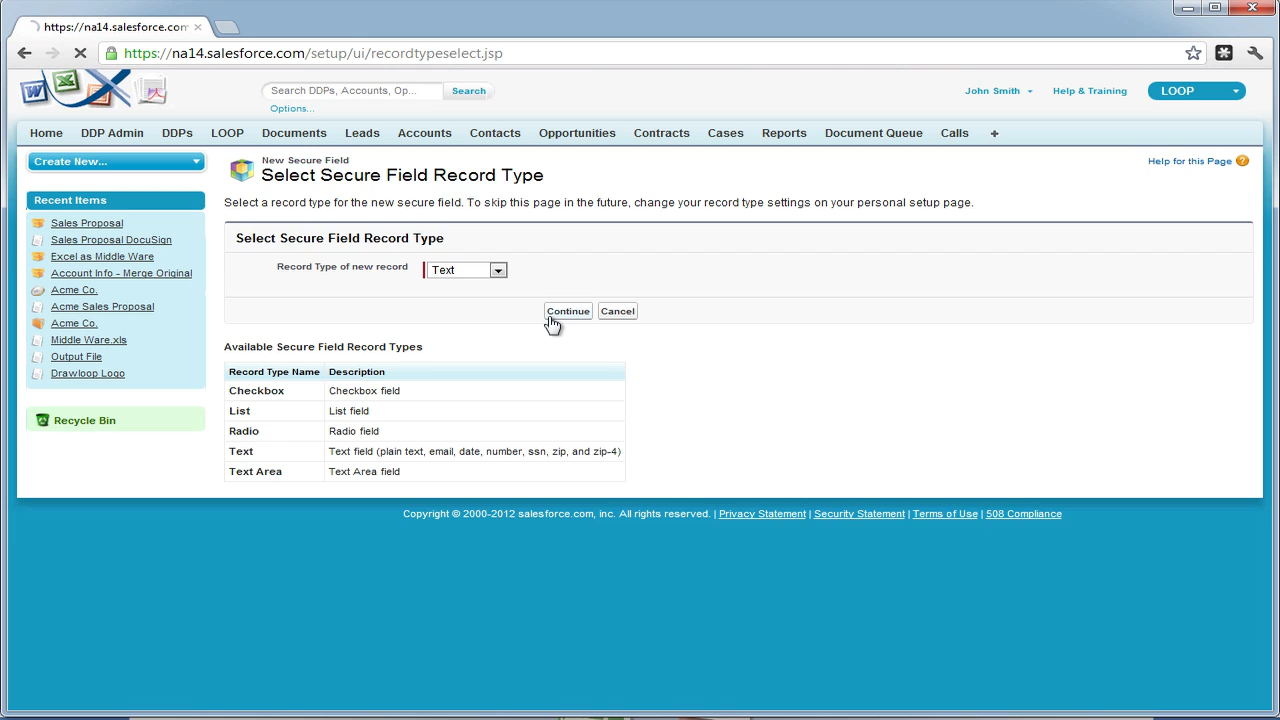 https://na14.salesforce.com
https://na14.salesforce.com/setup/ui/recordtypeselect.jsp
Search DDPs, Accounts, Op...
Search
Options...
John Smith
Help & Training
LOOP
Home DDP Admin DDPs LOOP Documents Leads Accounts Contacts Opportunities Contracts Cases Reports Document Queue Calls +
Create New...
Recent Items
Sales Proposal
Sales Proposal DocuSign
Excel as Middle Ware
Account Info - Merge Original
Acme Co.
Acme Sales Proposal
Acme Co.
Middle Ware.xls
Output File
Drawloop Logo
Recycle Bin
New Secure Field
Select Secure Field Record Type
Help for this Page ?
Select a record type for the new secure field. To skip this page in the future, change your record type settings on your personal setup page.
Select Secure Field Record Type
Record Type of new record Text
Continue Cancel
Available Secure Field Record Types
Record Type Name Description
Checkbox Checkbox field
List List field
Radio Radio field
Text Text field (plain text, email, date, number, ssn, zip, and zip-4)
Text Area Text Area field
Copyright © 2000-2012 salesforce.com, inc. All rights reserved. | Privacy Statement | Security Statement | Terms of Use | 508 Compliance